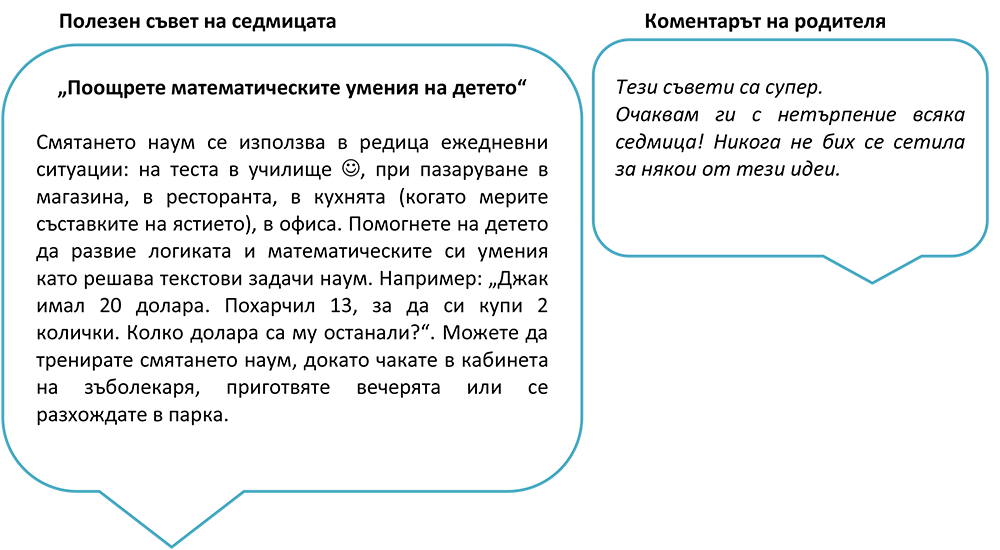 Полезен съвет на седмицата
„Поощрете математическите умения на детето“
Смятането наум се използва в редица ежедневни
ситуации: на теста в училище ☺, при пазаруване в
магазина, в ресторанта, в кухнята (когато мерите
съставките на ястието), в офиса. Помогнете на детето
да развие логиката и математическите си умения
като решава текстови задачи наум. Например: „Джак
имал 20 долара. Похарчил 13, за да си купи 2
колички. Колко долара са му останали?“. Можете да
тренирате смятането наум, докато чакате в кабинета
на зъболекаря, приготвяте вечерята или се
разхождате в парка.
Коментарът на родителя
Тези съвети са супер.
Очаквам ги с нетърпение всяка
седмица! Никога не бих се сетила
за някои от тези идеи.